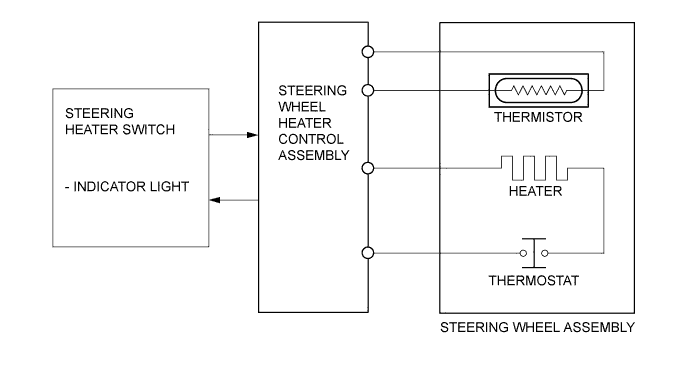 STEERING
HEATER SWITCH
- INDICATOR LIGHT
STEERING
WHEEL
HEATER
CONTROL
ASSEMBLY
THERMISTOR
HEATER
THERMOSTAT
STEERING WHEEL ASSEMBLY